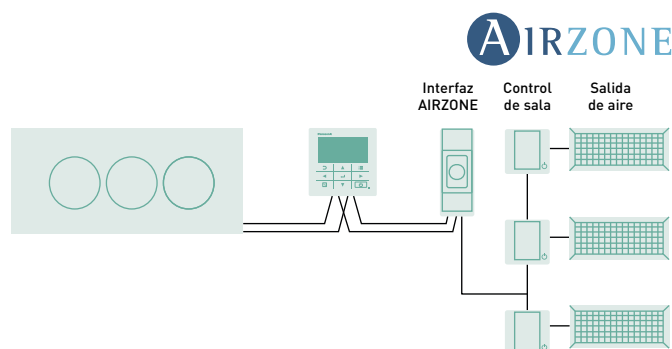 AIRZONE
Interfaz
AIRZONE
Control
de sala
Salida
de aire